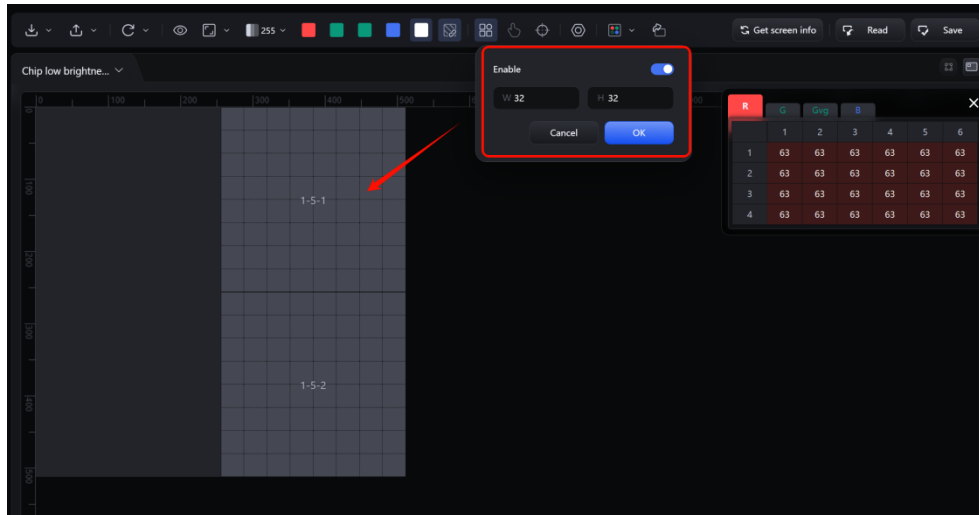 255
Get screen info
Read
Save
Chip low brightne...
Enable
W 32
H 32
Cancel
OK
0
100
200
300
400
500
0
100
200
300
400
500
1-5-1
1-5-2
R
G
Gvg
B
1 2 3 4 5 6
1 63 63 63 63 63 63
2 63 63 63 63 63 63
3 63 63 63 63 63 63
4 63 63 63 63 63 63